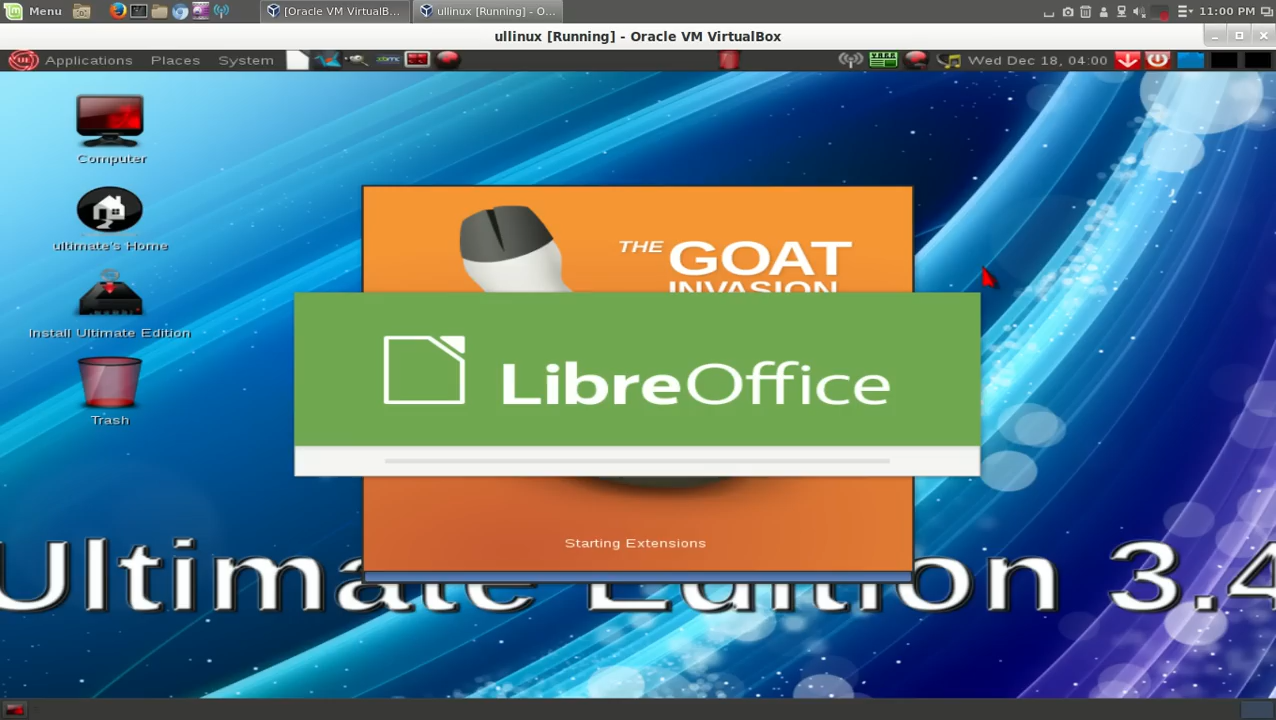 Menu
[Oracle VM VirtualB...
ullinux [Running] - O...
11:00 PM
ullinux [Running] - Oracle VM VirtualBox
Applications Places System
Wed Dec 18, 04:00
Computer
ultimate's Home
Install Ultimate Edition
Trash
THE GOAT
INVASION
LibreOffice
Starting Extensions
Ultimate Edition 3.4